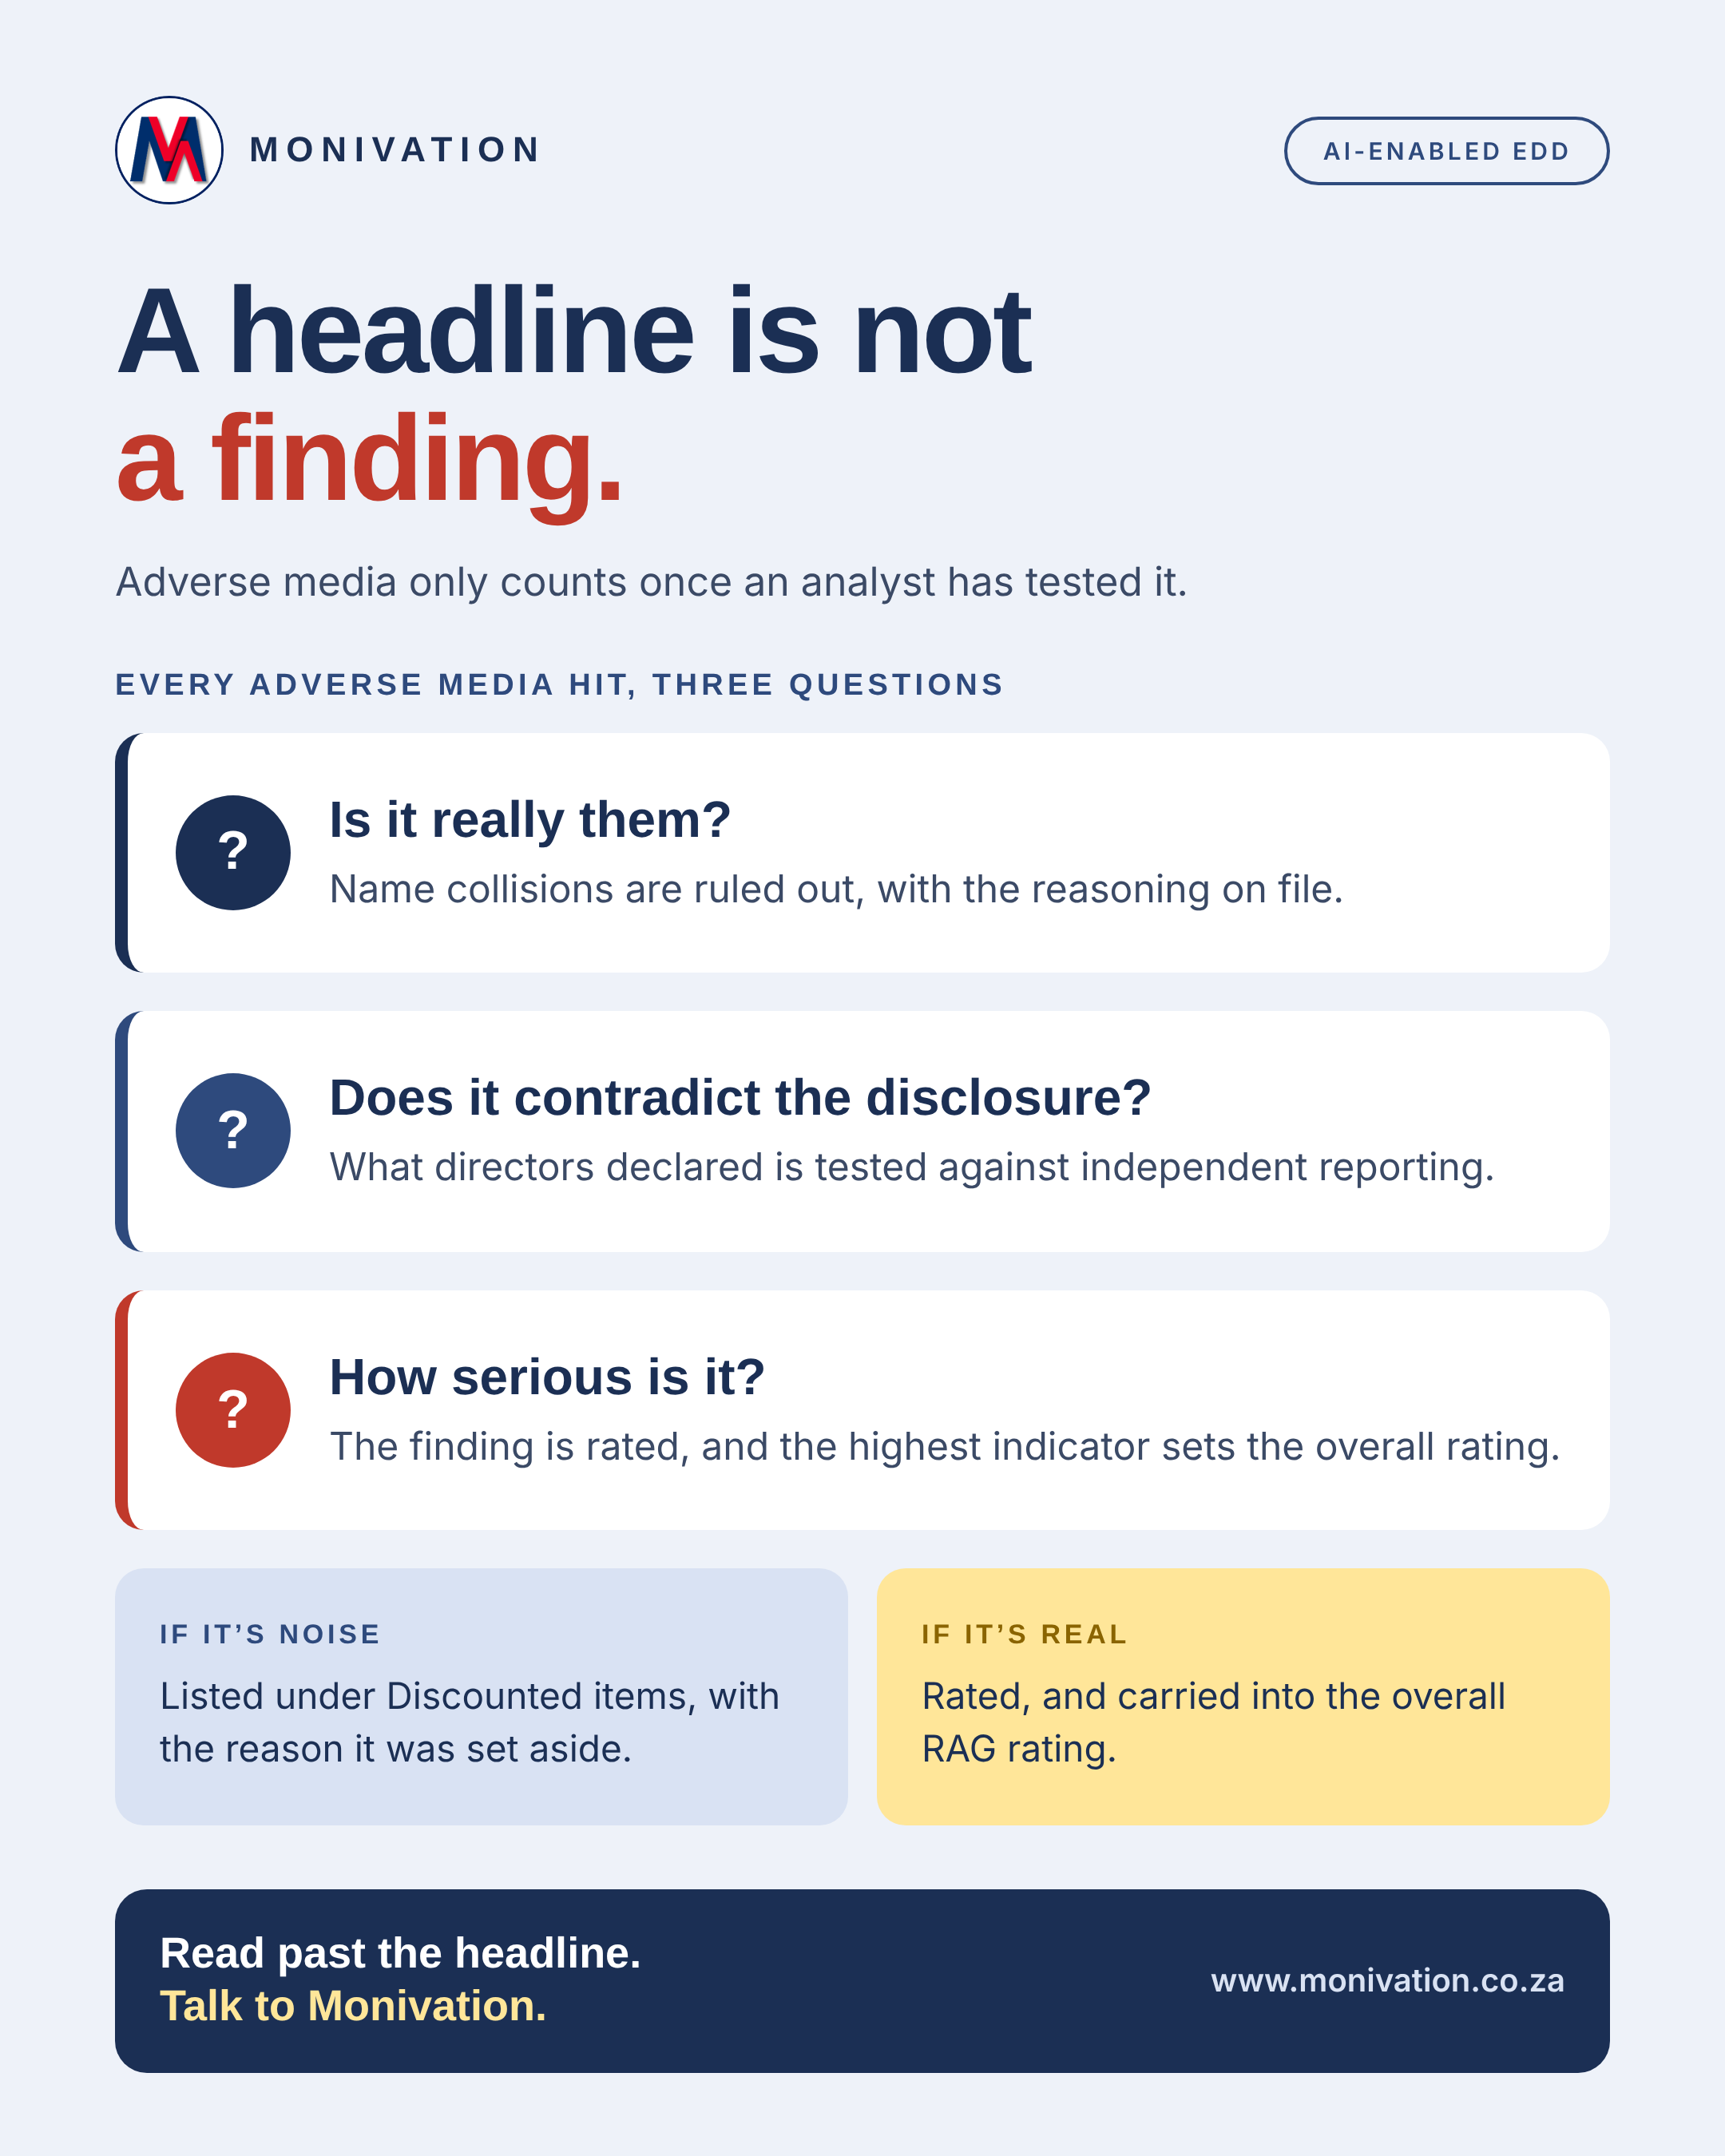 MONIVATION
AI-ENABLED EDD
A headline is not
a finding.
Adverse media only counts once an analyst has tested it.
EVERY ADVERSE MEDIA HIT, THREE QUESTIONS
?
Is it really them?
Name collisions are ruled out, with the reasoning on file.
?
Does it contradict the disclosure?
What directors declared is tested against independent reporting.
?
How serious is it?
The finding is rated, and the highest indicator sets the overall rating.
IF IT’S NOISE
Listed under Discounted items, with
the reason it was set aside.
IF IT’S REAL
Rated, and carried into the overall
RAG rating.
Read past the headline.
Talk to Monivation.
www.monivation.co.za